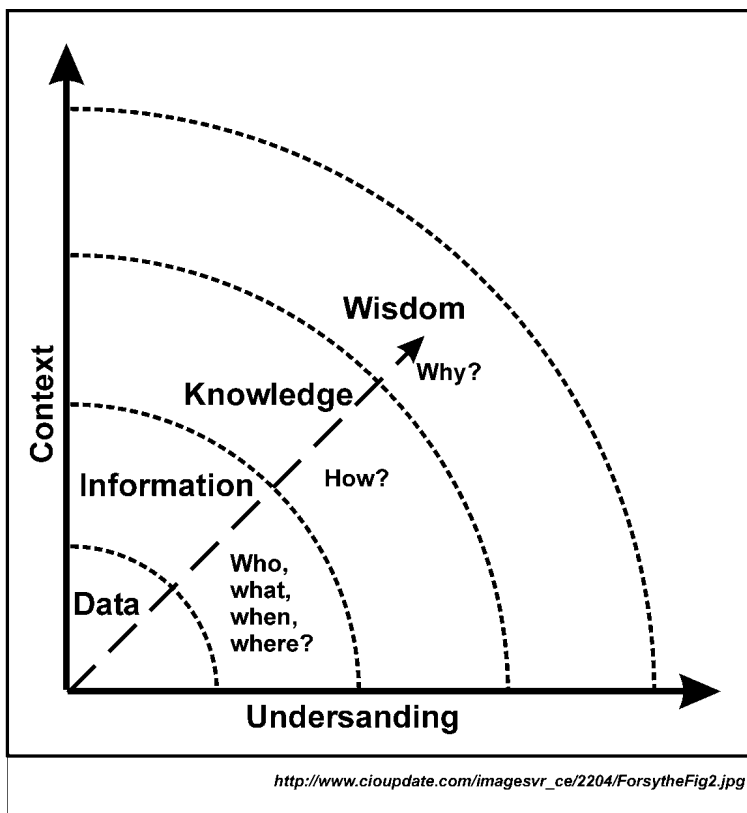 Wisdom
Why?
Knowledge
Context
How?
Information
Who,
what,
when,
where?
Data
Undersanding
http://www.cioupdate.com/imagesvr_ce/2204/ForsytheFig2.jpg